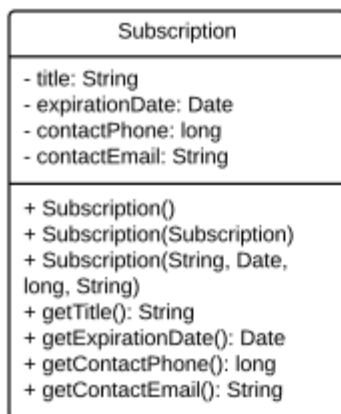 Subscription
- title: String
- expirationDate: Date
- contactPhone: long
- contactEmail: String
+ Subscription()
+ Subscription(Subscription)
+ Subscription(String, Date,
long, String)
+ getTitle(): String
+ getExpirationDate(): Date
+ getContactPhone(): long
+ getContactEmail(): String